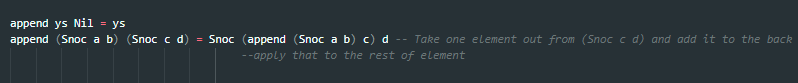 append ys Nil = ys
append (Snoc a b) (Snoc c d) = Snoc (append (Snoc a b) c) d -- Take one element out from (Snoc c d) and add it to the back
--apply that to the rest of element